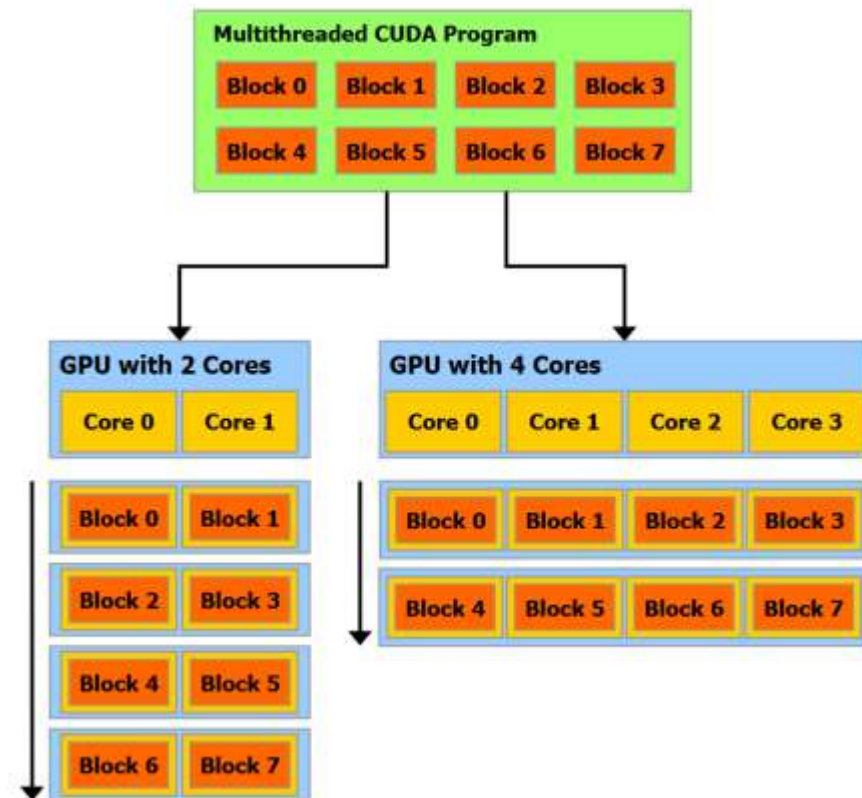 Multithreaded CUDA Program
Block 0 Block 1 Block 2 Block 3
Block 4 Block 5 Block 6 Block 7
GPU with 2 Cores
Core 0 Core 1
Block 0 Block 1
Block 2 Block 3
Block 4 Block 5
Block 6 Block 7
GPU with 4 Cores
Core 0 Core 1 Core 2 Core 3
Block 0 Block 1 Block 2 Block 3
Block 4 Block 5 Block 6 Block 7